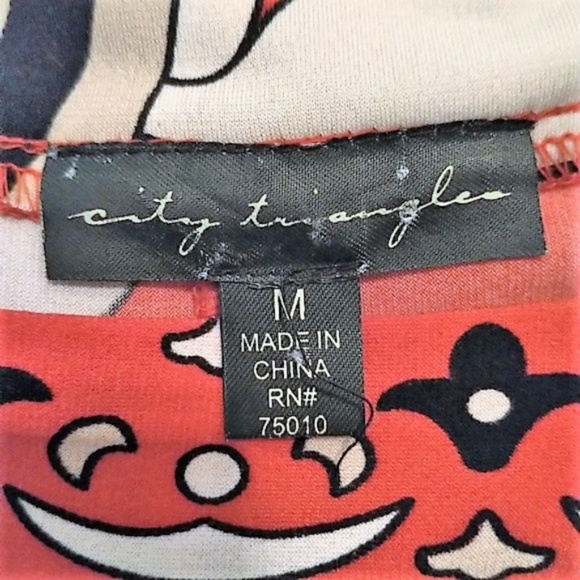 city triangles
M
MADE IN
CHINA
RN#
75010